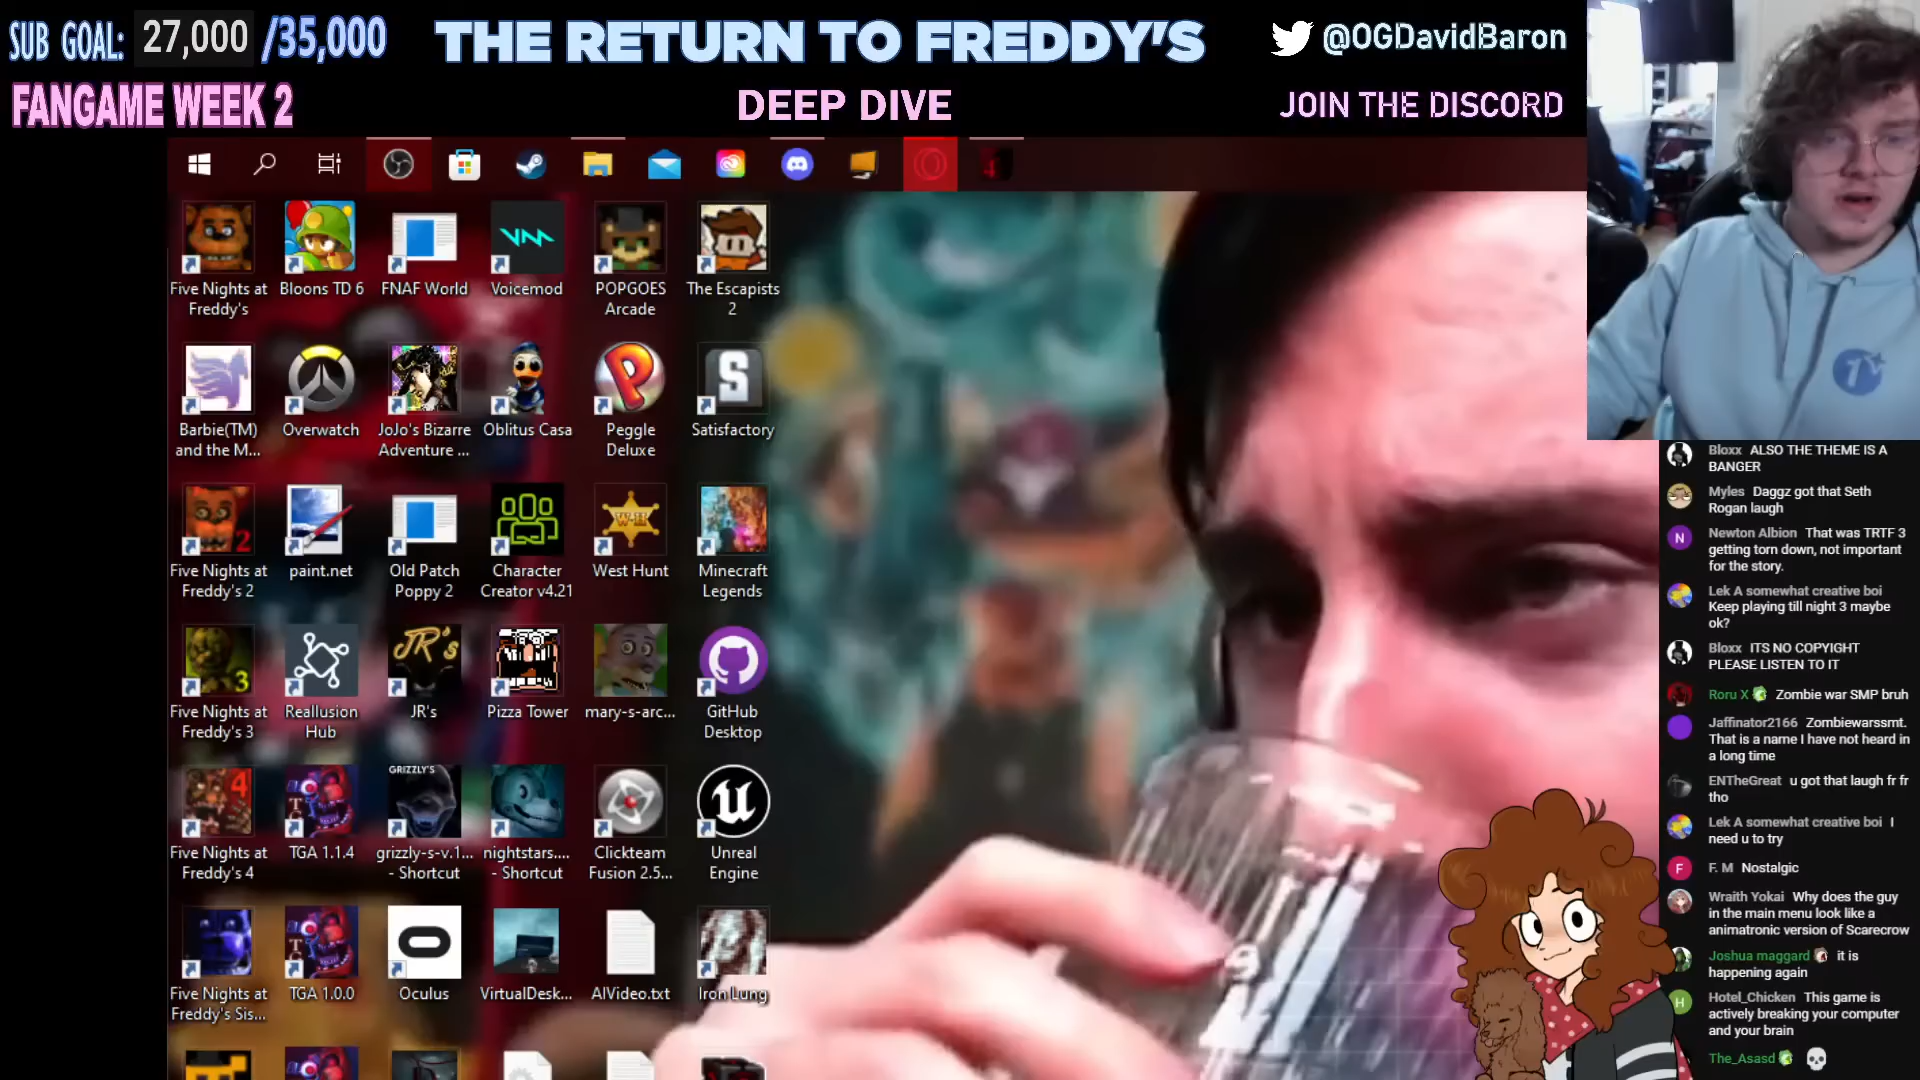 SUB GOAL: 27,000 /35,000
THE RETURN TO FREDDY'S
@OGDavidBaron
FANGAME WEEK 2
DEEP DIVE
JOIN THE DISCORD
Five Nights at
Freddy's
Bloons TD 6
FNAF World
Voicemod
POPGOES
Arcade
The Escapists
2
Barbie(TM)
and the M...
Overwatch
JoJo's Bizarre
Adventure ...
Oblitus Casa
Peggle
Deluxe
Satisfactory
2
Five Nights at
Freddy's 2
paint.net
Old Patch
Poppy 2
Character
Creator v4.21
W-H
West Hunt
Minecraft
Legends
3
Five Nights at
Freddy's 3
Reallusion
Hub
JR's
JR's
Pizza Tower
mary-s-arc...
GitHub
Desktop
4
Five Nights at
Freddy's 4
TGA 1.1.4
GRIZZLY'S
grizzly-s-v.1...
- Shortcut
nightstars....
- Shortcut
Clickteam
Fusion 2.5...
Unreal
Engine
Five Nights at
Freddy's Sis...
TGA 1.0.0
Oculus
VirtualDesk...
AIVideo.txt
Iron Lung
Bloxx ALSO THE THEME IS A
BANGER
Myles Daggz got that Seth
Rogan laugh
Newton Albion That was TRTF 3
getting torn down, not important
for the story.
Lek A somewhat creative boi
Keep playing till night 3 maybe
ok?
Bloxx ITS NO COPYIGHT
PLEASE LISTEN TO IT
Roru X Zombie war SMP bruh
Jaffinator2166 Zombiewarssmt.
That is a name I have not heard in
a long time
ENTheGreat u got that laugh fr fr
tho
Lek A somewhat creative boi I
need u to try
F. M Nostalgic
Wraith Yokai Why does the guy
in the main menu look like a
animatronic version of Scarecrow
Joshua maggard it is
happening again
Hotel_Chicken This game is
actively breaking your computer
and your brain
The_Asasd